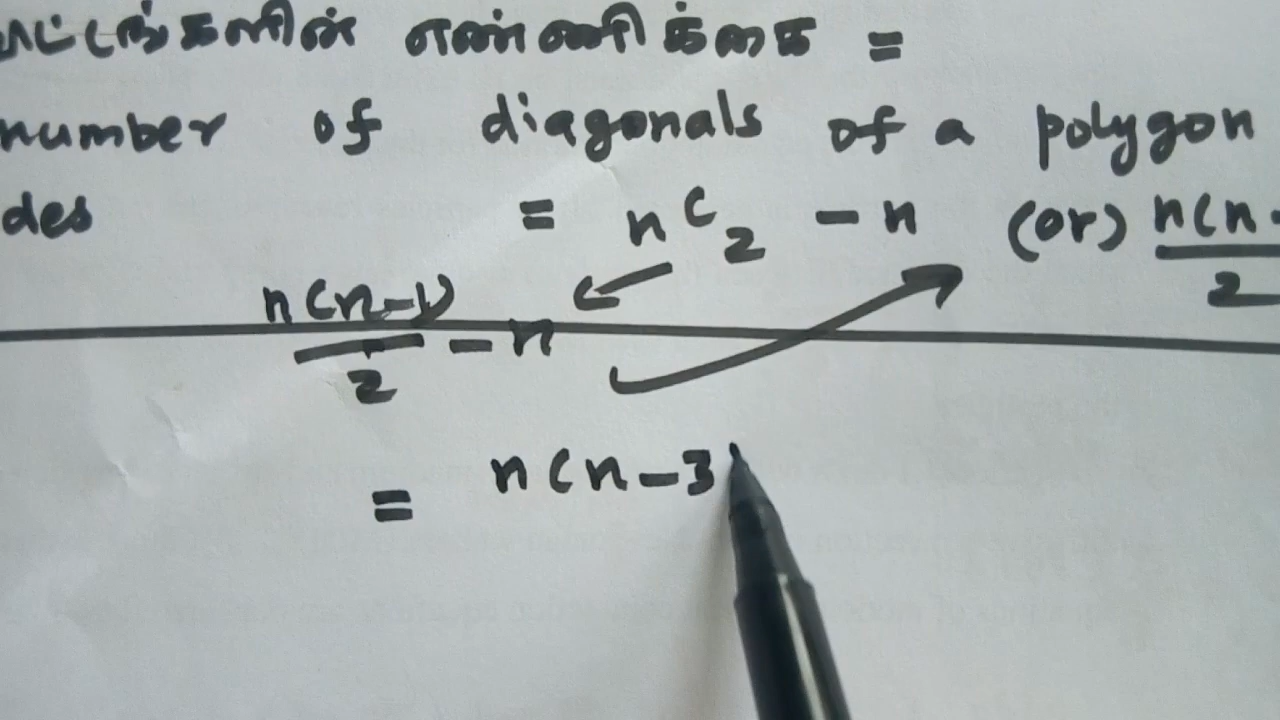 எண்ணிக்கை =
number of diagonals of a polygon
des = nC2 - n (or) n(n-
2
n(n-1)
2 - n
= n(n-3